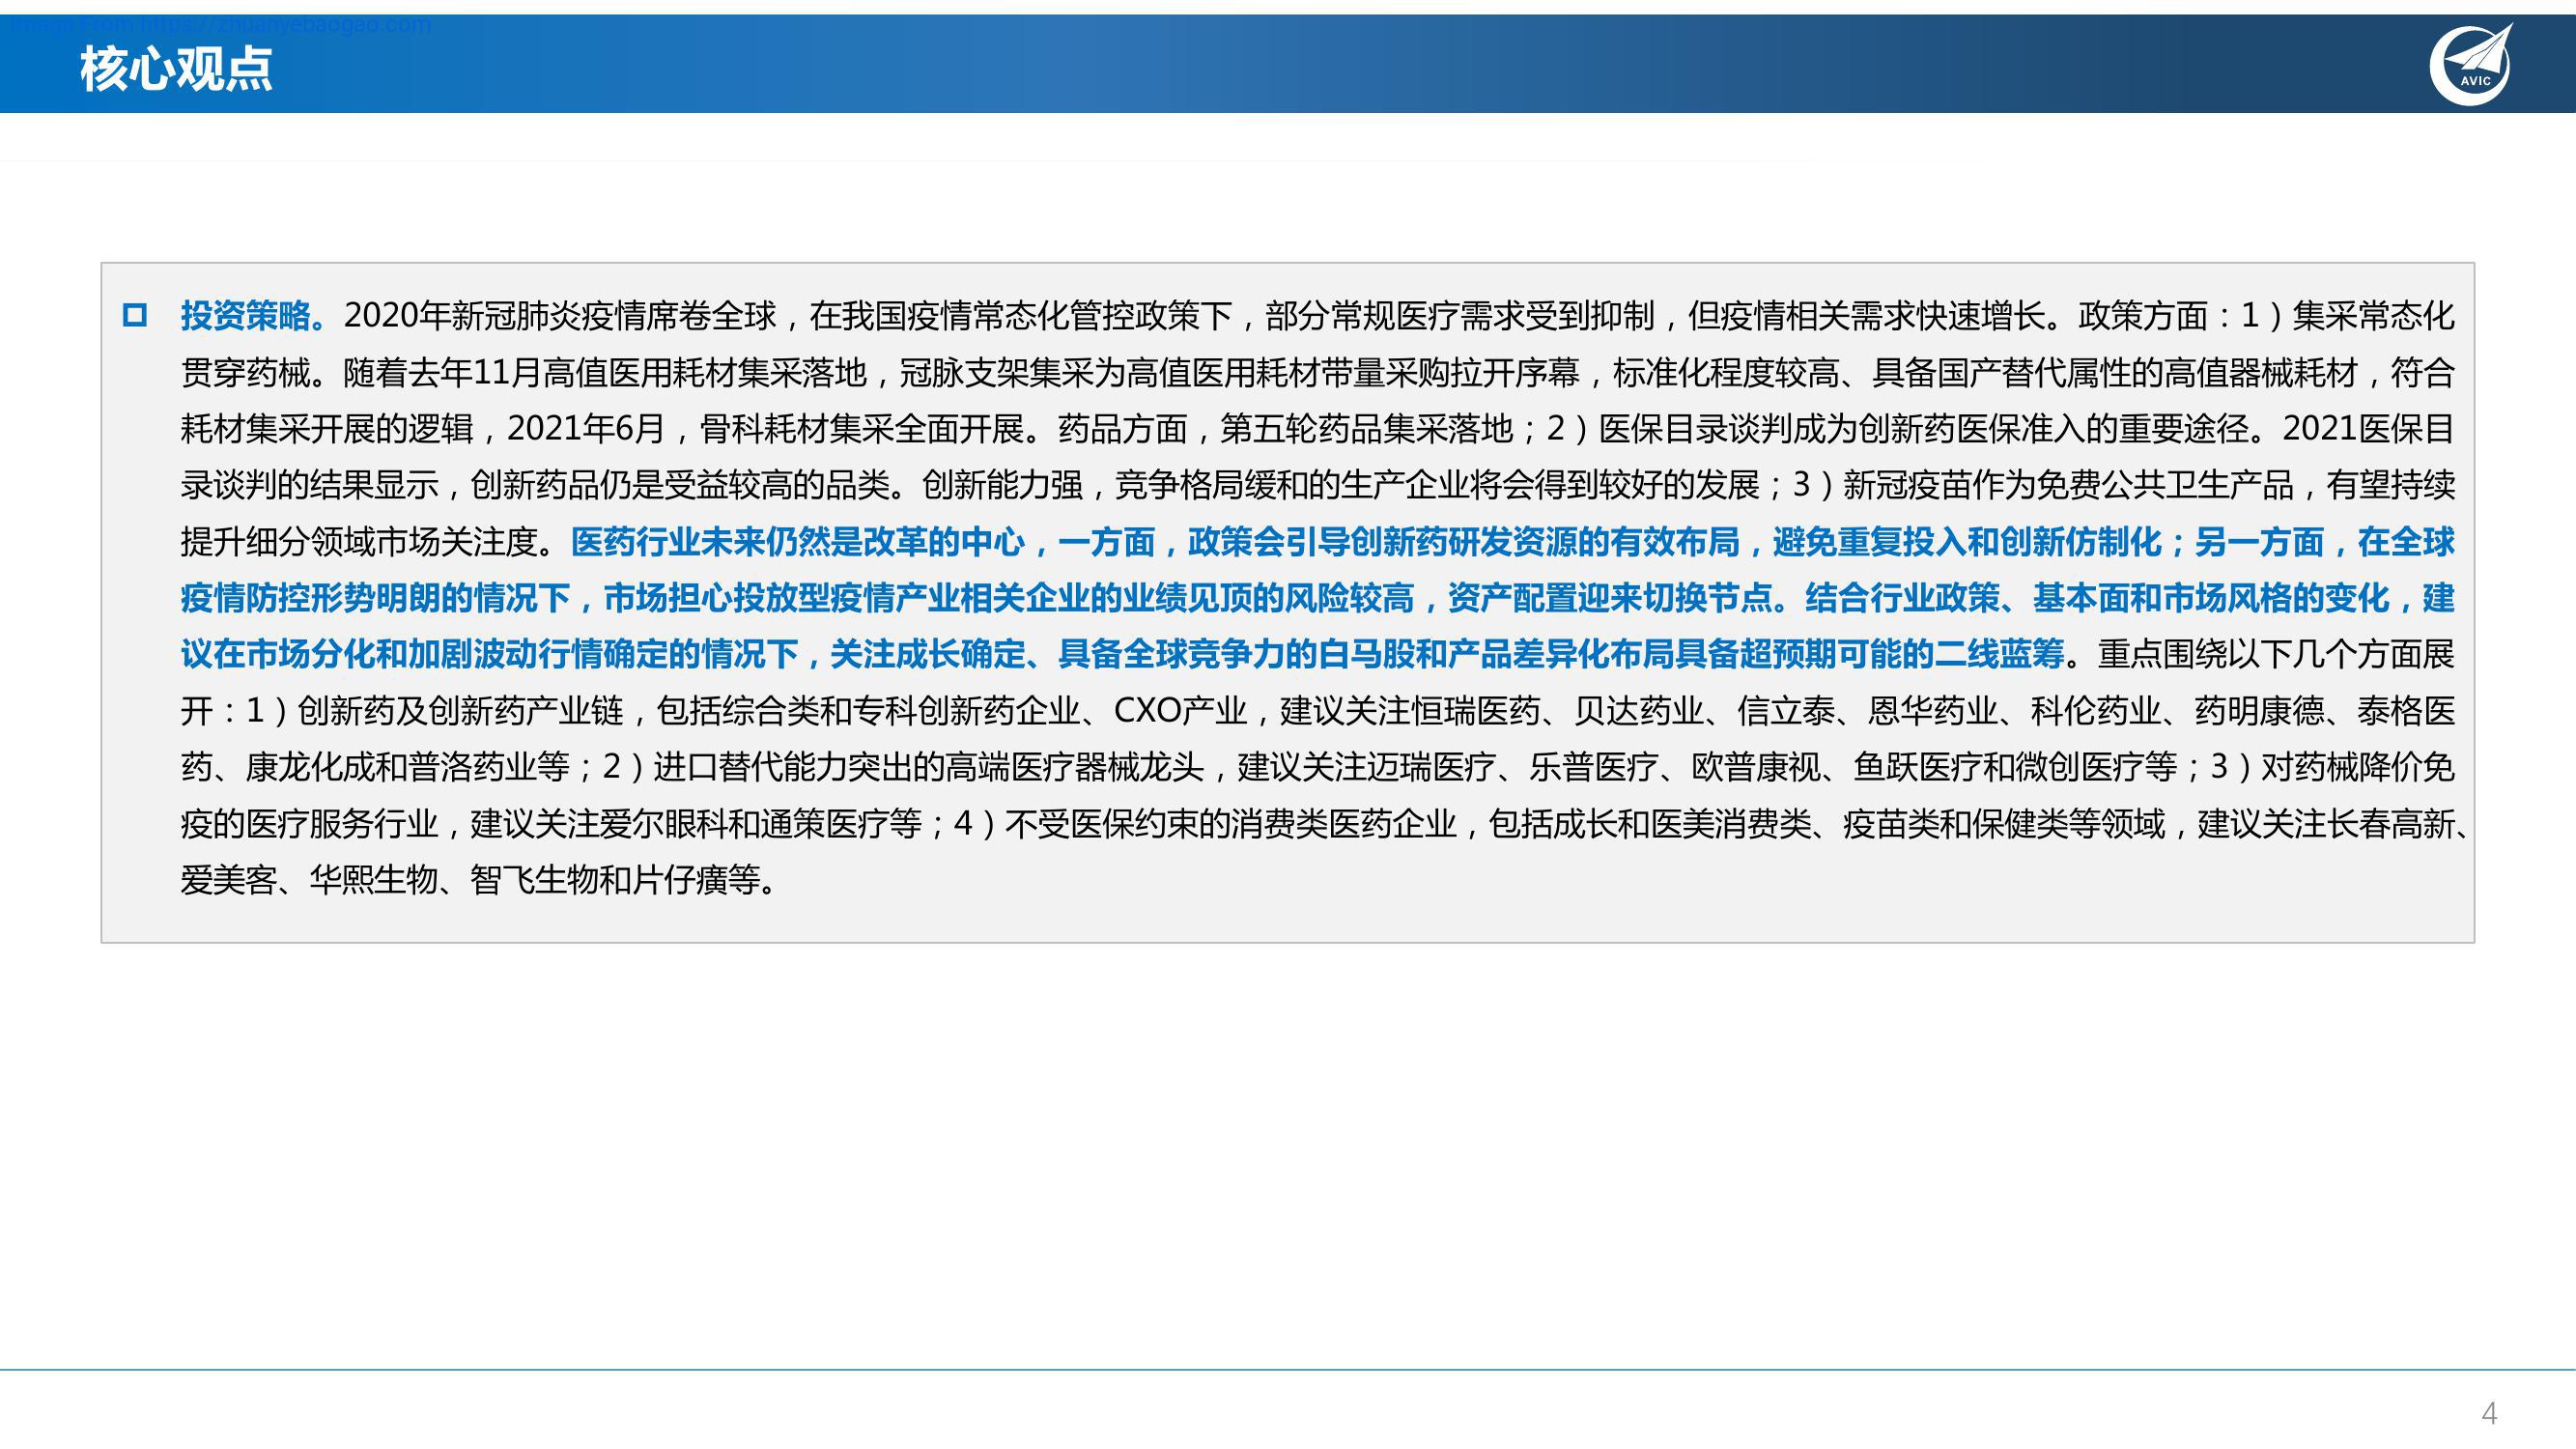 Image From https://zhuanyebaogao.com
核心观点
AVIC
投资策略。2020年新冠肺炎疫情席卷全球，在我国疫情常态化管控政策下，部分常规医疗需求受到抑制，但疫情相关需求快速增长。政策方面：1）集采常态化
贯穿药械。随着去年11月高值医用耗材集采落地，冠脉支架集采为高值医用耗材带量采购拉开序幕，标准化程度较高、具备国产替代属性的高值器械耗材，符合
耗材集采开展的逻辑，2021年6月，骨科耗材集采全面开展。药品方面，第五轮药品集采落地；2）医保目录谈判成为创新药医保准入的重要途径。2021医保目
录谈判的结果显示，创新药品仍是受益较高的品类。创新能力强，竞争格局缓和的生产企业将会得到较好的发展；3）新冠疫苗作为免费公共卫生产品，有望持续
提升细分领域市场关注度。医药行业未来仍然是改革的中心，一方面，政策会引导创新药研发资源的有效布局，避免重复投入和创新仿制化；另一方面，在全球
疫情防控形势明朗的情况下，市场担心投放型疫情产业相关企业的业绩见顶的风险较高，资产配置迎来切换节点。结合行业政策、基本面和市场风格的变化，建
议在市场分化和加剧波动行情确定的情况下，关注成长确定、具备全球竞争力的白马股和产品差异化布局具备超预期可能的二线蓝筹。重点围绕以下几个方面展
开：1）创新药及创新药产业链，包括综合类和专科创新药企业、CXO产业，建议关注恒瑞医药、贝达药业、信立泰、恩华药业、科伦药业、药明康德、泰格医
药、康龙化成和普洛药业等；2）进口替代能力突出的高端医疗器械龙头，建议关注迈瑞医疗、乐普医疗、欧普康视、鱼跃医疗和微创医疗等；3）对药械降价免
疫的医疗服务行业，建议关注爱尔眼科和通策医疗等；4）不受医保约束的消费类医药企业，包括成长和医美消费类、疫苗类和保健类等领域，建议关注长春高新、
爱美客、华熙生物、智飞生物和片仔癀等。
4